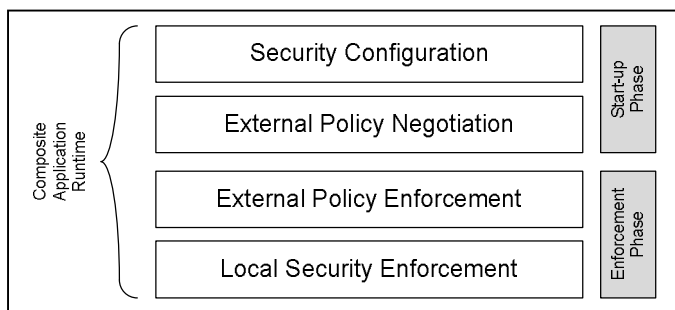 Composite
Application
Runtime
Security Configuration
External Policy Negotiation
External Policy Enforcement
Local Security Enforcement
Start-up
Phase
Enforcement
Phase